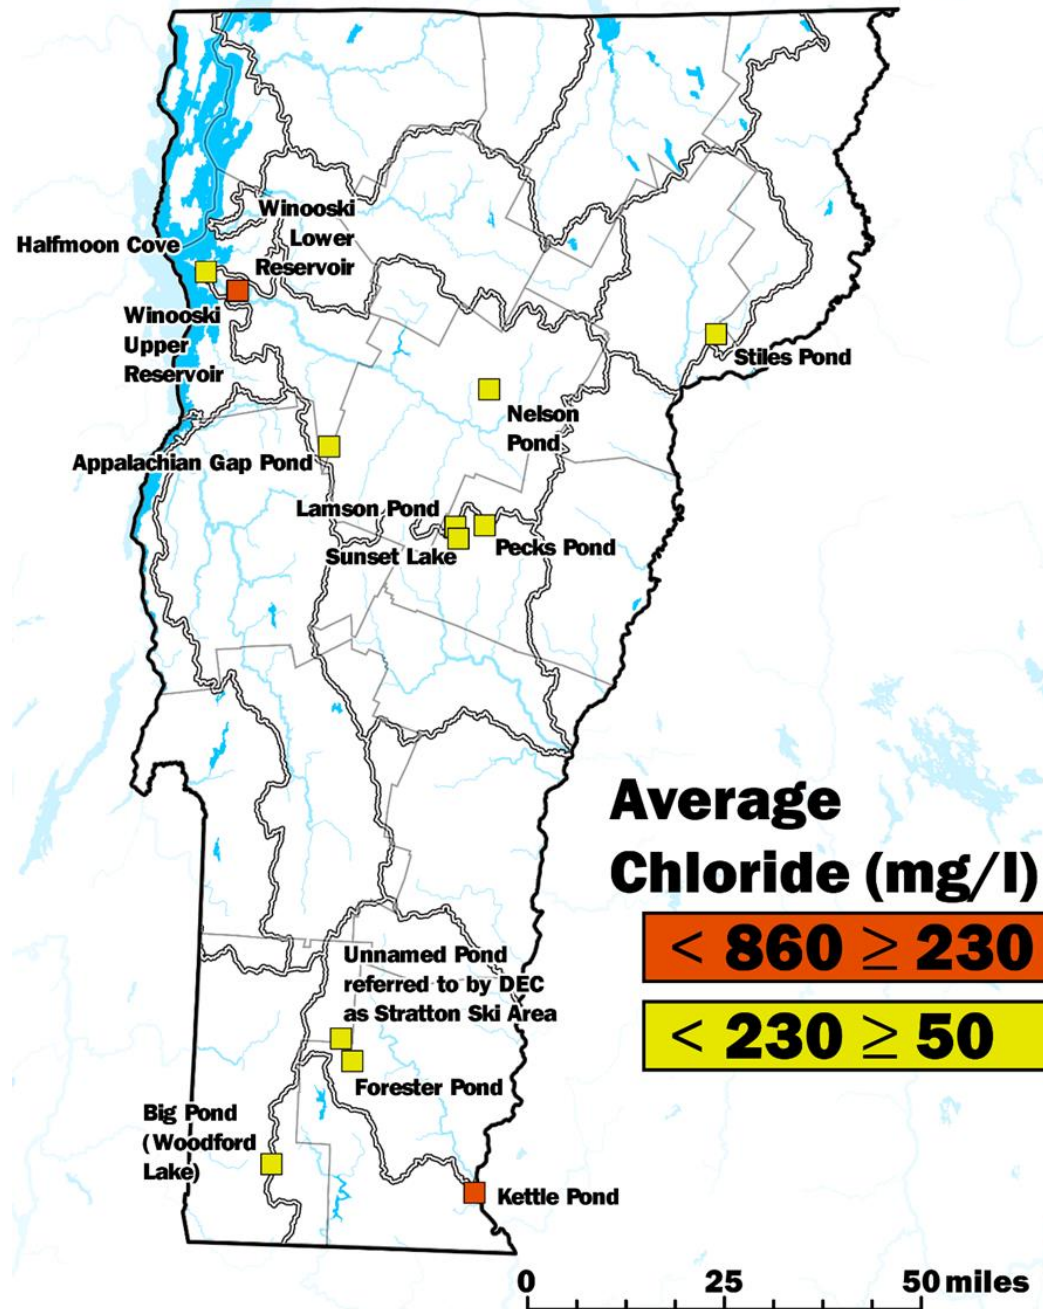 Winooski
Lower
Reservoir
Halfmoon Cove
Winooski
Upper
Reservoir
Stiles Pond
Nelson
Pond
Appalachian Gap Pond
Lamson Pond
Sunset Lake
Pecks Pond
Average
Chloride (mg/l)
< 860 ≥ 230
< 230 ≥ 50
Unnamed Pond
referred to by DEC
as Stratton Ski Area
Forester Pond
Big Pond
(Woodford
Lake)
Kettle Pond
0 25 50 miles